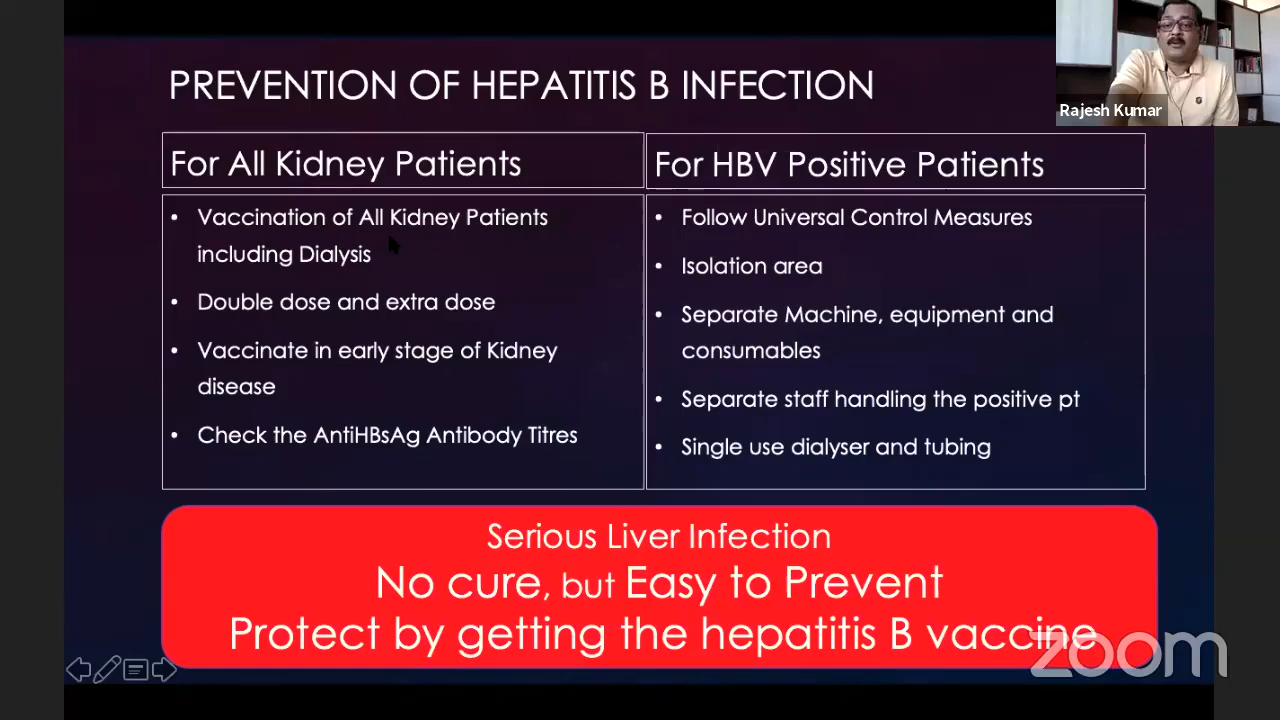 PREVENTION OF HEPATITIS B INFECTION
Rajesh Kumar
For All Kidney Patients
• Vaccination of All Kidney Patients
including Dialysis
• Double dose and extra dose
• Vaccinate in early stage of Kidney
disease
• Check the AntiHBsAg Antibody Titres
For HBV Positive Patients
• Follow Universal Control Measures
• Isolation area
• Separate Machine, equipment and
consumables
• Separate staff handling the positive pt
• Single use dialyser and tubing
Serious Liver Infection
No cure, but Easy to Prevent
Protect by getting the hepatitis B vaccine
zoom